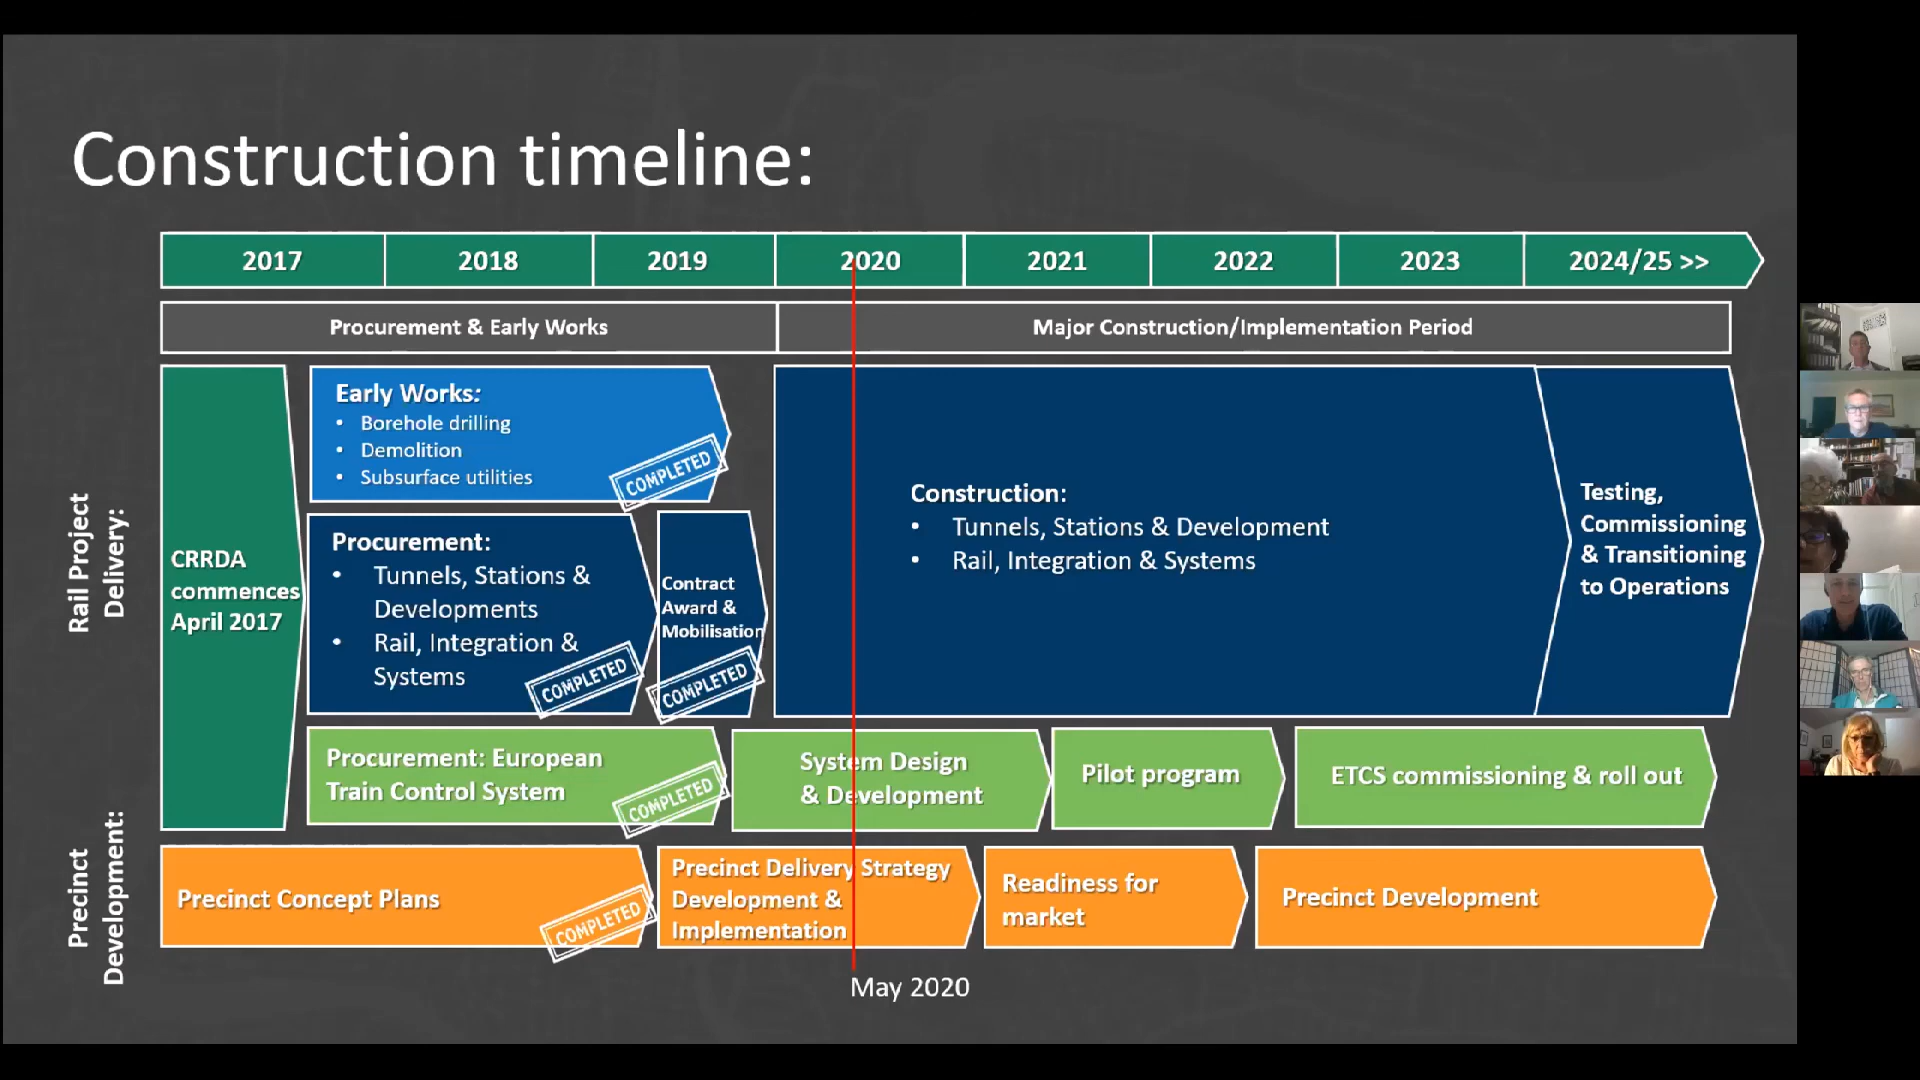 Construction timeline:
2017
2018
2019
2020
2021
2022
2023
2024/25 >>
Procurement & Early Works
Major Construction/Implementation Period
Rail Project
Delivery:
CRRDA
commences
April 2017
Early Works:
• Borehole drilling
• Demolition
• Subsurface utilities
COMPLETED
Procurement:
• Tunnels, Stations &
Developments
• Rail, Integration &
Systems
COMPLETED
Contract
Award &
Mobilisation
COMPLETED
Construction:
• Tunnels, Stations & Development
• Rail, Integration & Systems
Testing,
Commissioning
& Transitioning
to Operations
Procurement: European
Train Control System
COMPLETED
System Design
& Development
Pilot program
ETCS commissioning & roll out
Precinct
Development:
Precinct Concept Plans
COMPLETED
Precinct Delivery Strategy
Development &
Implementation
Readiness for
market
Precinct Development
May 2020